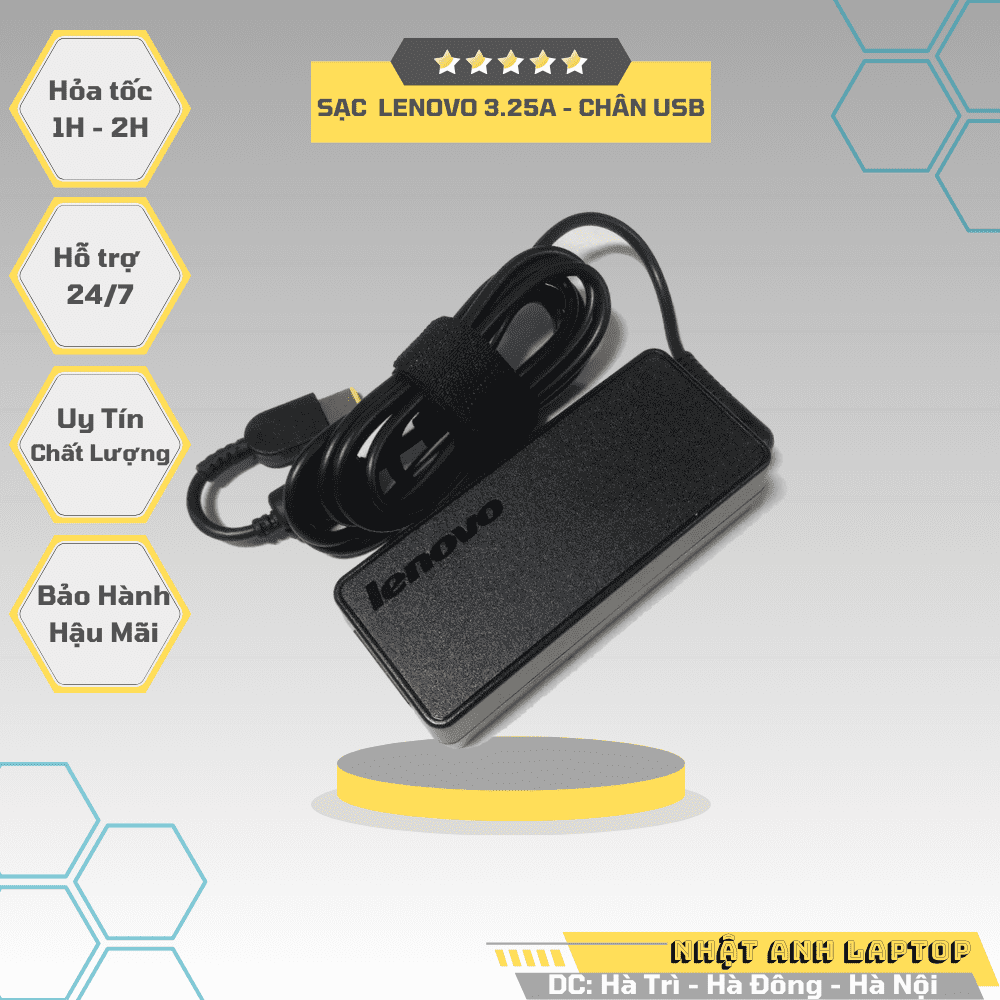 SẠC LENOVO 3.25A - CHÂN USB
Hỏa tốc
1H - 2H
Hỗ trợ
24/7
Uy Tín
Chất Lượng
Bảo Hành
Hậu Mãi
lenovo
NHẬT ANH LAPTOP
DC: Hà Trì - Hà Đông - Hà Nội